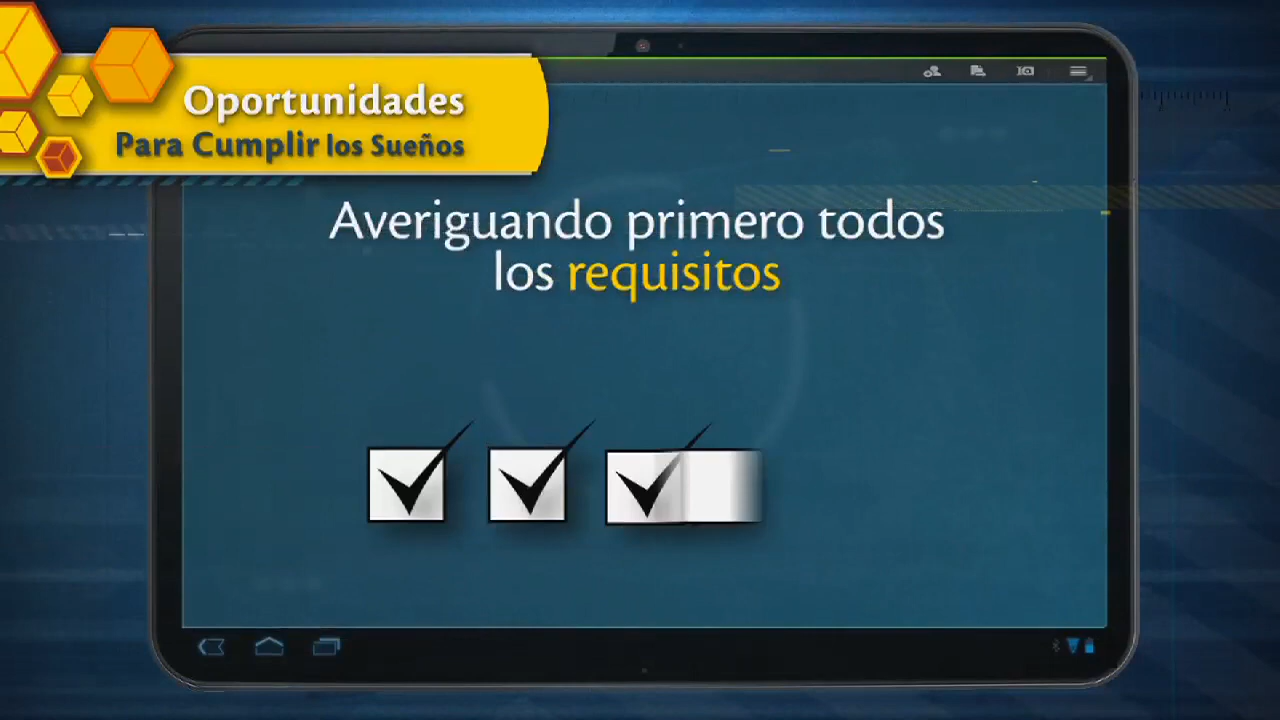 Oportunidades
Para Cumplir los Sueños
Averiguando primero todos
los requisitos